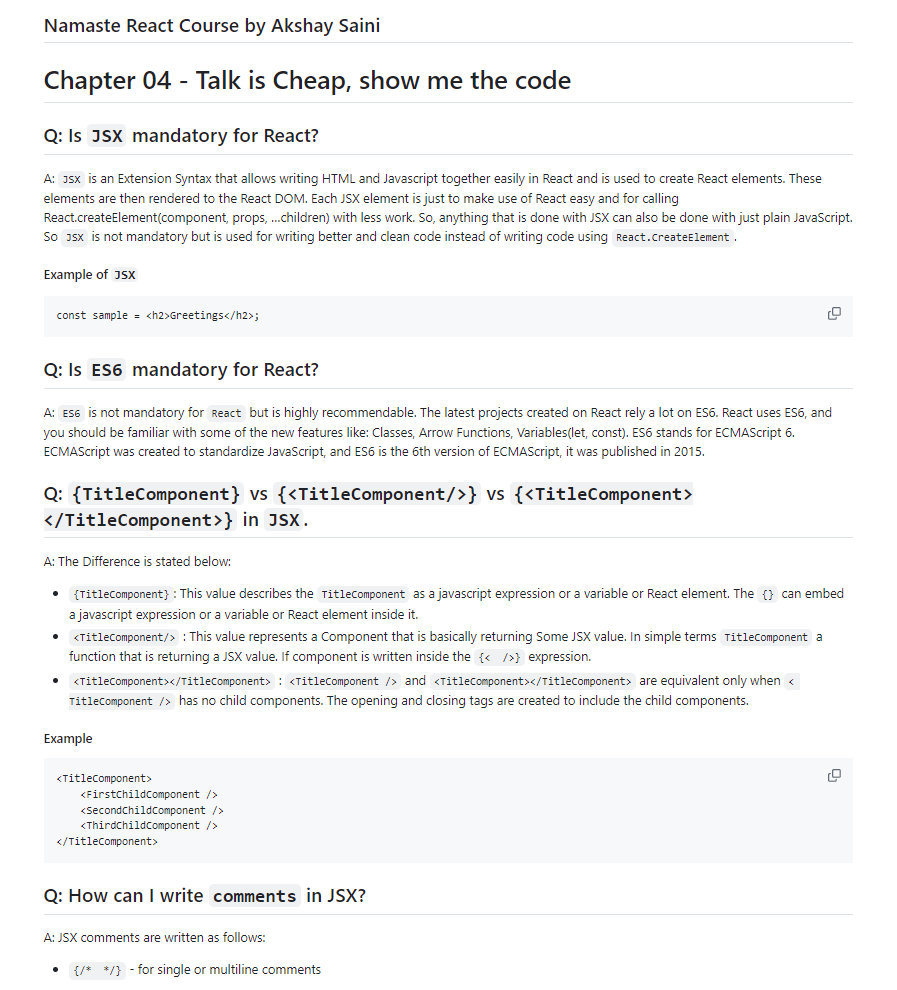 Namaste React Course by Akshay Saini
Chapter 04 - Talk is Cheap, show me the code
Q: Is JSX mandatory for React?
A: JSX is an Extension Syntax that allows writing HTML and Javascript together easily in React and is used to create React elements. These
elements are then rendered to the React DOM. Each JSX element is just to make use of React easy and for calling
React.createElement(component, props, ...children) with less work. So, anything that is done with JSX can also be done with just plain JavaScript.
So JSX is not mandatory but is used for writing better and clean code instead of writing code using React.CreateElement.
Example of JSX
const sample = <h2>Greetings</h2>;
Q: Is ES6 mandatory for React?
A: ES6 is not mandatory for React but is highly recommendable. The latest projects created on React rely a lot on ES6. React uses ES6, and
you should be familiar with some of the new features like: Classes, Arrow Functions, Variables(let, const). ES6 stands for ECMAScript 6.
ECMAScript was created to standardize JavaScript, and ES6 is the 6th version of ECMAScript, it was published in 2015.
Q: {TitleComponent} vs {<TitleComponent/>} vs {<TitleComponent>
</TitleComponent>} in JSX.
A: The Difference is stated below:
• {TitleComponent}: This value describes the TitleComponent as a javascript expression or a variable or React element. The {} can embed
a javascript expression or a variable or React element inside it.
• <TitleComponent/> : This value represents a Component that is basically returning Some JSX value. In simple terms TitleComponent a
function that is returning a JSX value. If component is written inside the {<  />} expression.
• <TitleComponent></TitleComponent> : <TitleComponent /> and <TitleComponent></TitleComponent> are equivalent only when <
TitleComponent /> has no child components. The opening and closing tags are created to include the child components.
Example
<TitleComponent>
    <FirstChildComponent />
    <SecondChildComponent />
    <ThirdChildComponent />
</TitleComponent>
Q: How can I write comments in JSX?
A: JSX comments are written as follows:
• {/*  */} - for single or multiline comments